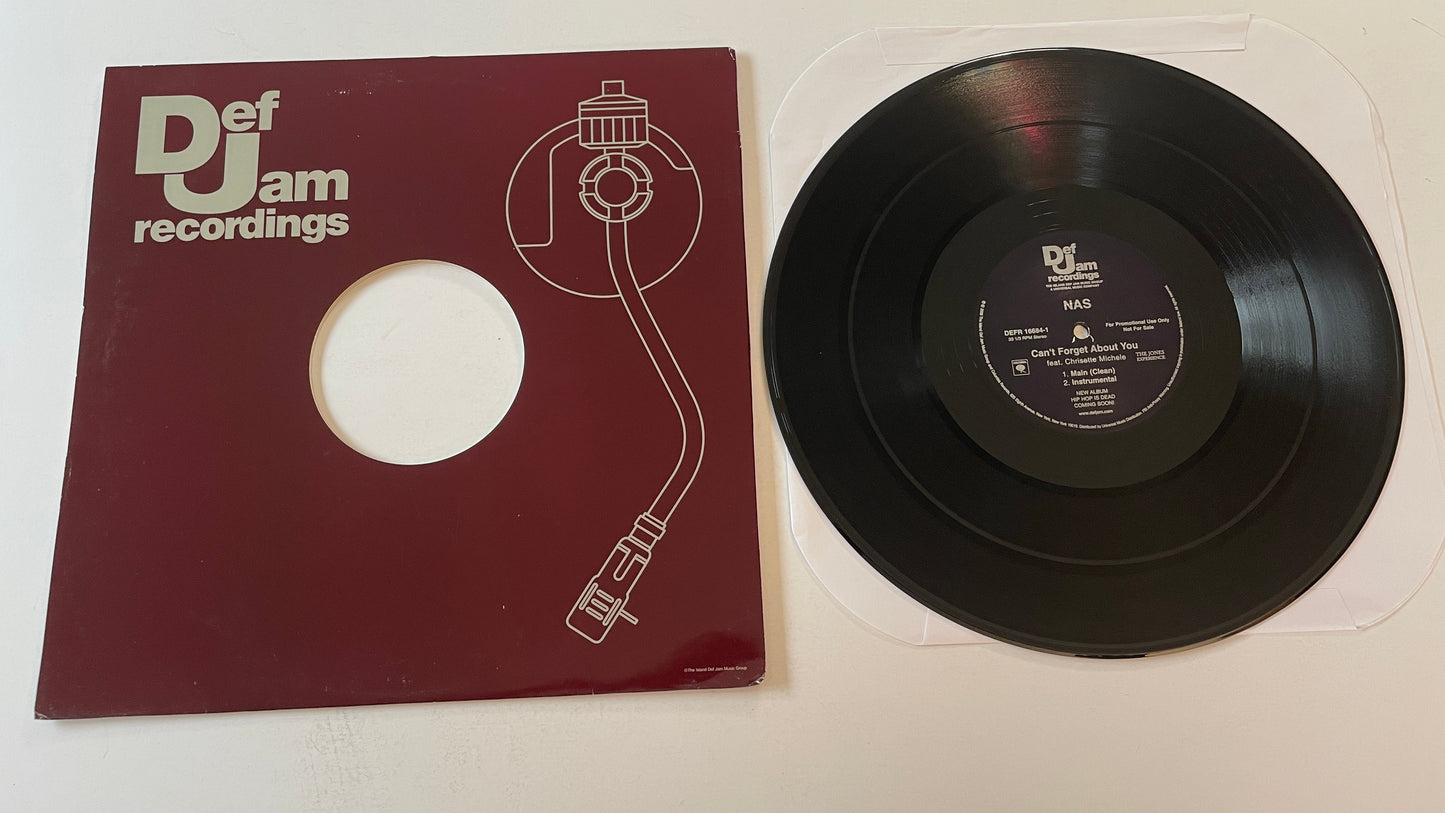 Def
Jam
recordings
©The Island Def Jam Music Group
Def
Jam
recordings
THE ISLAND DEF JAM MUSIC GROUP
A UNIVERSAL MUSIC COMPANY
NAS
DEFR 16684-1
33 1/3 RPM Stereo
For Promotional Use Only
Not For Sale
Can't Forget About You
feat. Chrisette Michele
THE JONES
EXPERIENCE
1. Main (Clean)
2. Instrumental
NEW ALBUM
HIP HOP IS DEAD
COMING SOON!
www.defjam.com